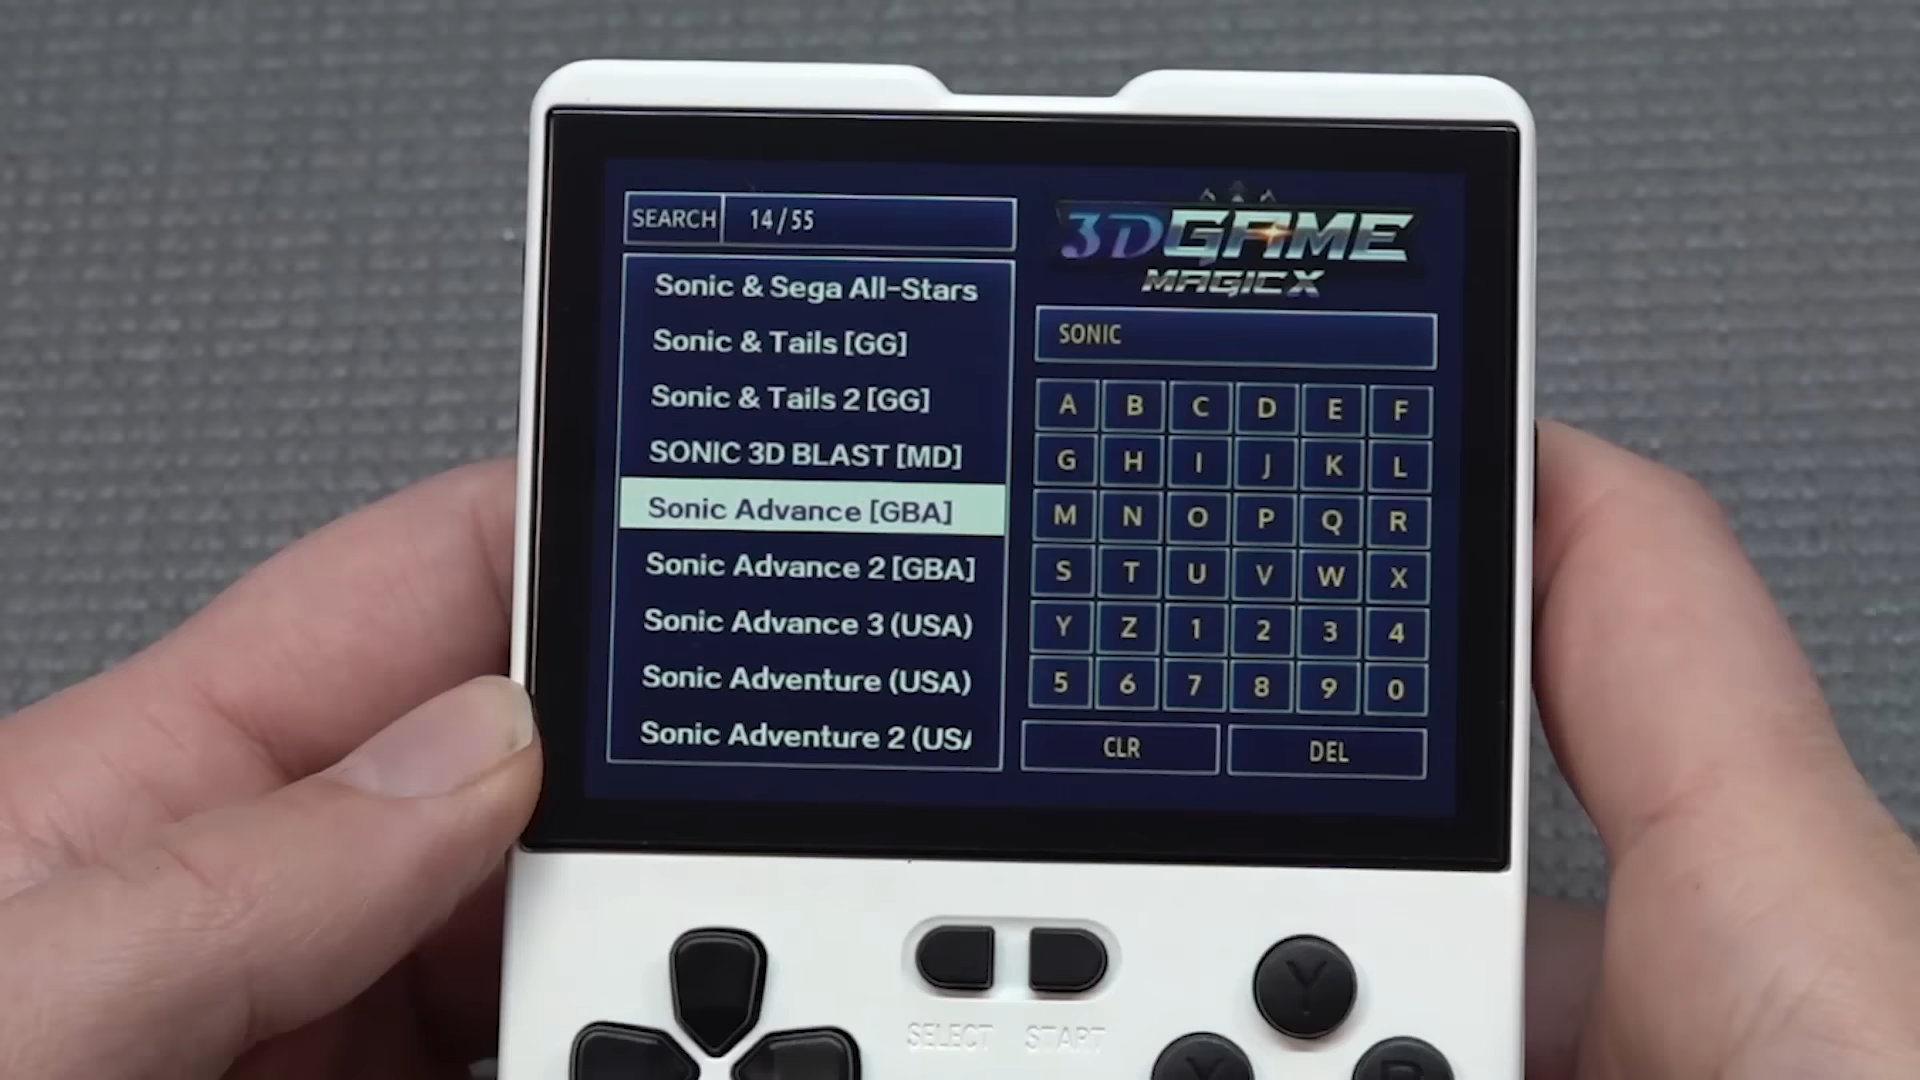 SEARCH 14/55
Sonic & Sega All-Stars
Sonic & Tails [GG]
Sonic & Tails 2 [GG]
SONIC 3D BLAST [MD]
Sonic Advance [GBA]
Sonic Advance 2 [GBA]
Sonic Advance 3 (USA)
Sonic Adventure (USA)
Sonic Adventure 2 (USA
3DGAME
MAGICX
SONIC
A B C D E F
G H I J K L
M N O P Q R
S T U V W X
Y Z 1 2 3 4
5 6 7 8 9 0
CLR DEL
SELECT START
Y
X
B